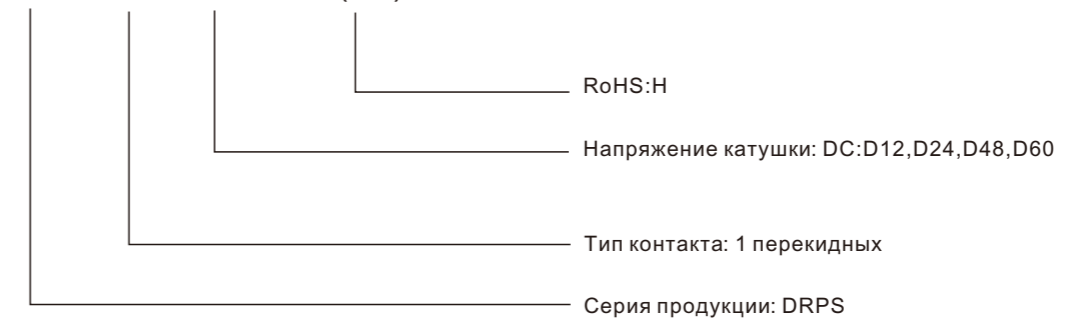 RoHS:H
Напряжение катушки: DC:D12,D24,D48,D60
Тип контакта: 1 перекидных
Серия продукции: DRPS